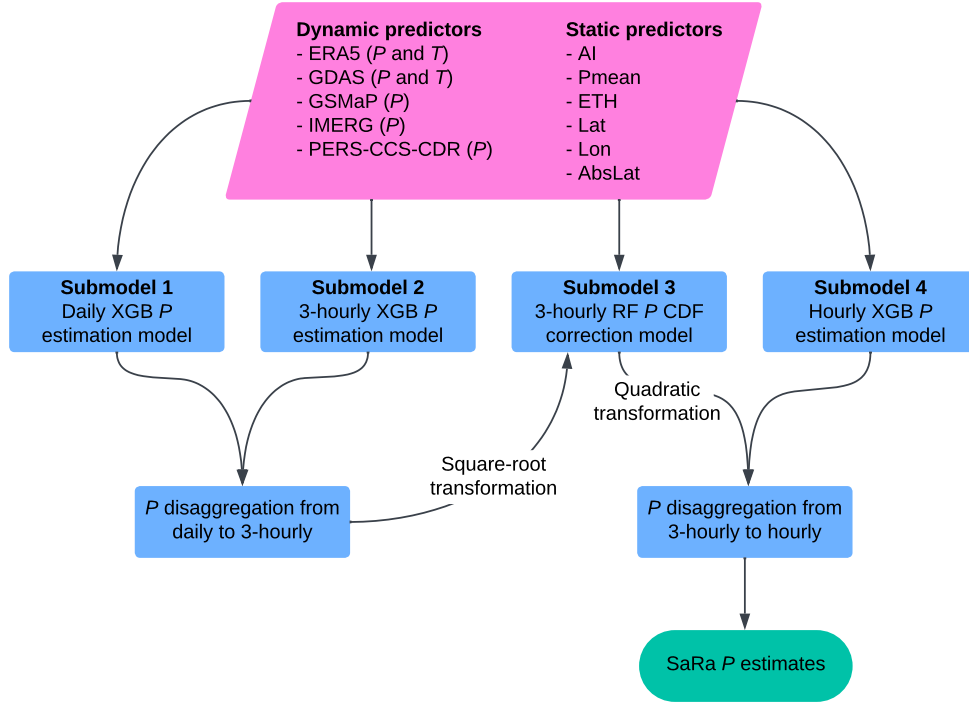 Dynamic predictors
- ERA5 (P and T)
- GDAS (P and T)
- GSMaP (P)
- IMERG (P)
- PERS-CCS-CDR (P)
Static predictors
- AI
- Pmean
- ETH
- Lat
- Lon
- AbsLat
Submodel 1
Daily XGB P
estimation model
Submodel 2
3-hourly XGB P
estimation model
Submodel 3
3-hourly RF P CDF
correction model
Submodel 4
Hourly XGB P
estimation model
Quadratic
transformation
Square-root
transformation
P disaggregation from
daily to 3-hourly
P disaggregation from
3-hourly to hourly
SaRa P estimates